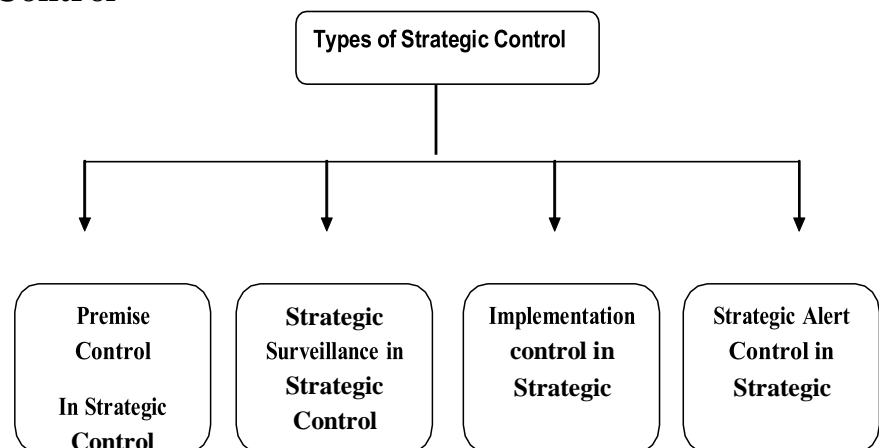 Types of Strategic Control
Premise
Control
In Strategic
Control
Strategic
Surveillance in
Strategic
Control
Implementation
control in
Strategic
Strategic Alert
Control in
Strategic